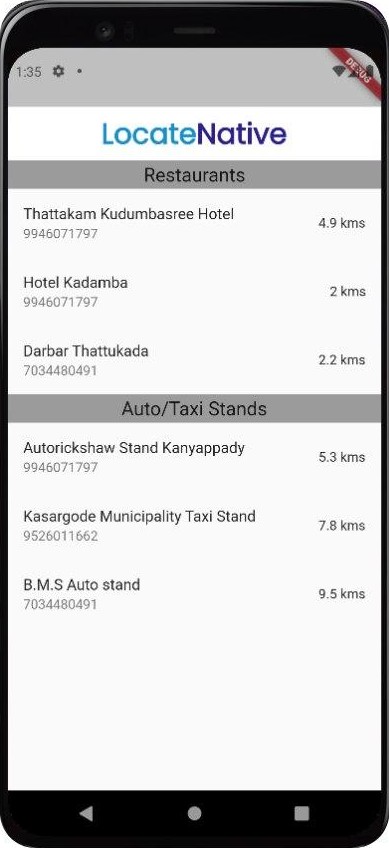 1:35
DEBUG
LocateNative
Restaurants
Thattakam Kudumbasree Hotel
9946071797
4.9 kms
Hotel Kadamba
9946071797
2 kms
Darbar Thattukada
7034480491
2.2 kms
Auto/Taxi Stands
Autorickshaw Stand Kanyappady
9946071797
5.3 kms
Kasargode Municipality Taxi Stand
9526011662
7.8 kms
B.M.S Auto stand
7034480491
9.5 kms